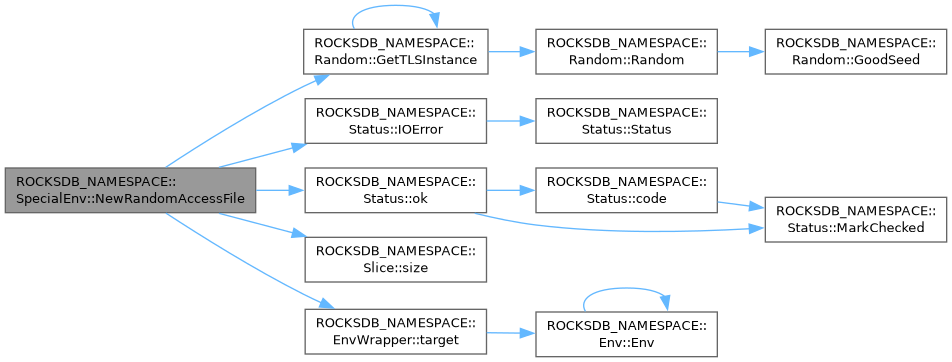 ROCKSDB_NAMESPACE::
SpecialEnv::NewRandomAccessFile
ROCKSDB_NAMESPACE::
Random::GetTLSInstance
ROCKSDB_NAMESPACE::
Random::Random
ROCKSDB_NAMESPACE::
Random::GoodSeed
ROCKSDB_NAMESPACE::
Status::IOError
ROCKSDB_NAMESPACE::
Status::Status
ROCKSDB_NAMESPACE::
Status::ok
ROCKSDB_NAMESPACE::
Status::code
ROCKSDB_NAMESPACE::
Status::MarkChecked
ROCKSDB_NAMESPACE::
Slice::size
ROCKSDB_NAMESPACE::
EnvWrapper::target
ROCKSDB_NAMESPACE::
Env::Env